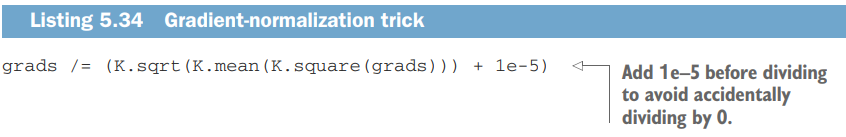 Listing 5.34 Gradient-normalization trick
grads /= (K.sqrt(K.mean(K.square(grads))) + 1e-5)
Add 1e–5 before dividing
to avoid accidentally
dividing by 0.